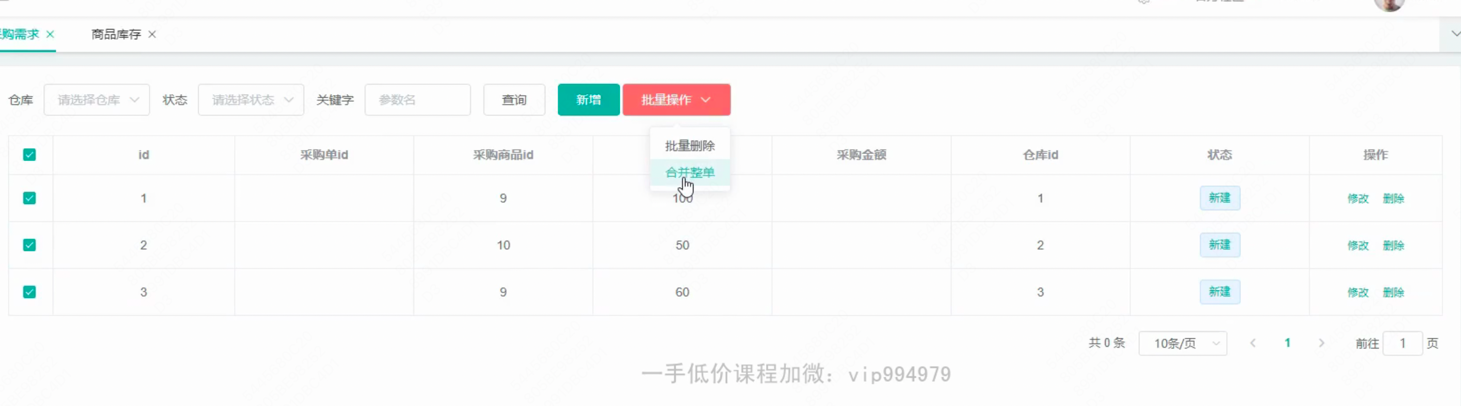 采购需求 × 商品库存 ×
仓库 请选择仓库 状态 请选择状态 关键字 参数名 查询 新增 批量操作
批量删除
合并整单
id 采购单id 采购商品id 采购金额 仓库id 状态 操作
1 9 100 1 新建 修改 删除
2 10 50 2 新建 修改 删除
3 9 60 3 新建 修改 删除
共 0 条 10条/页 < 1 > 前往 1 页
一手低价课程加微：vip994979